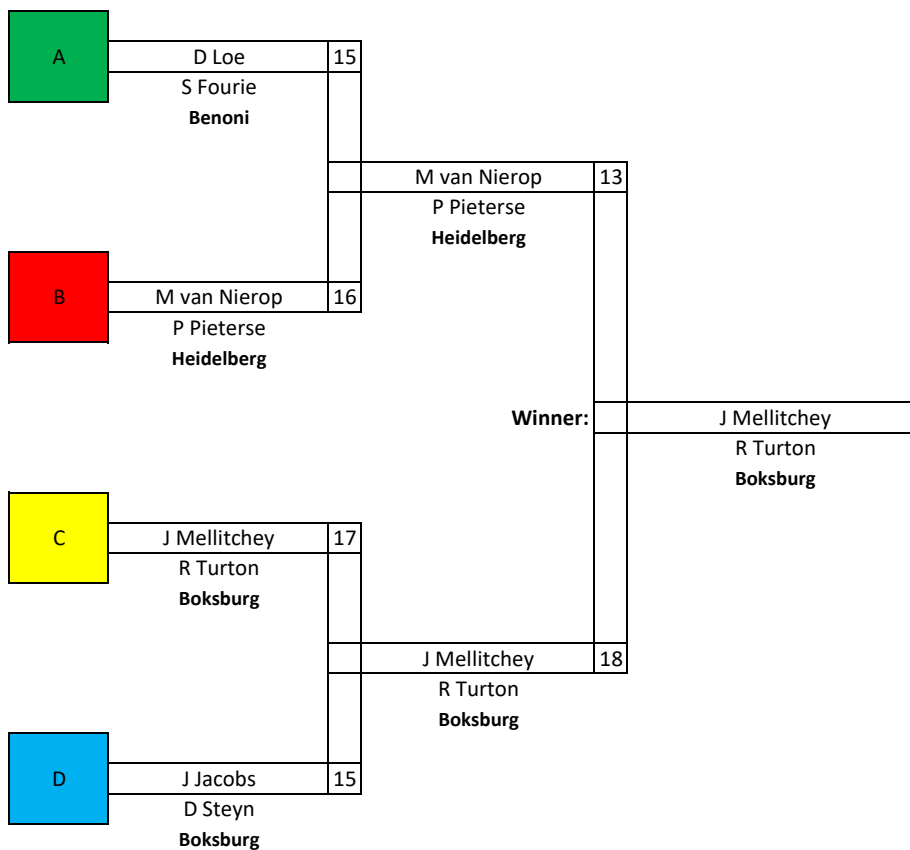 A
D Loe 15
S Fourie
Benoni
M van Nierop 13
P Pieterse
Heidelberg
B
M van Nierop 16
P Pieterse
Heidelberg
Winner: J Mellitchey
R Turton
Boksburg
C
J Mellitchey 17
R Turton
Boksburg
J Mellitchey 18
R Turton
Boksburg
D
J Jacobs 15
D Steyn
Boksburg